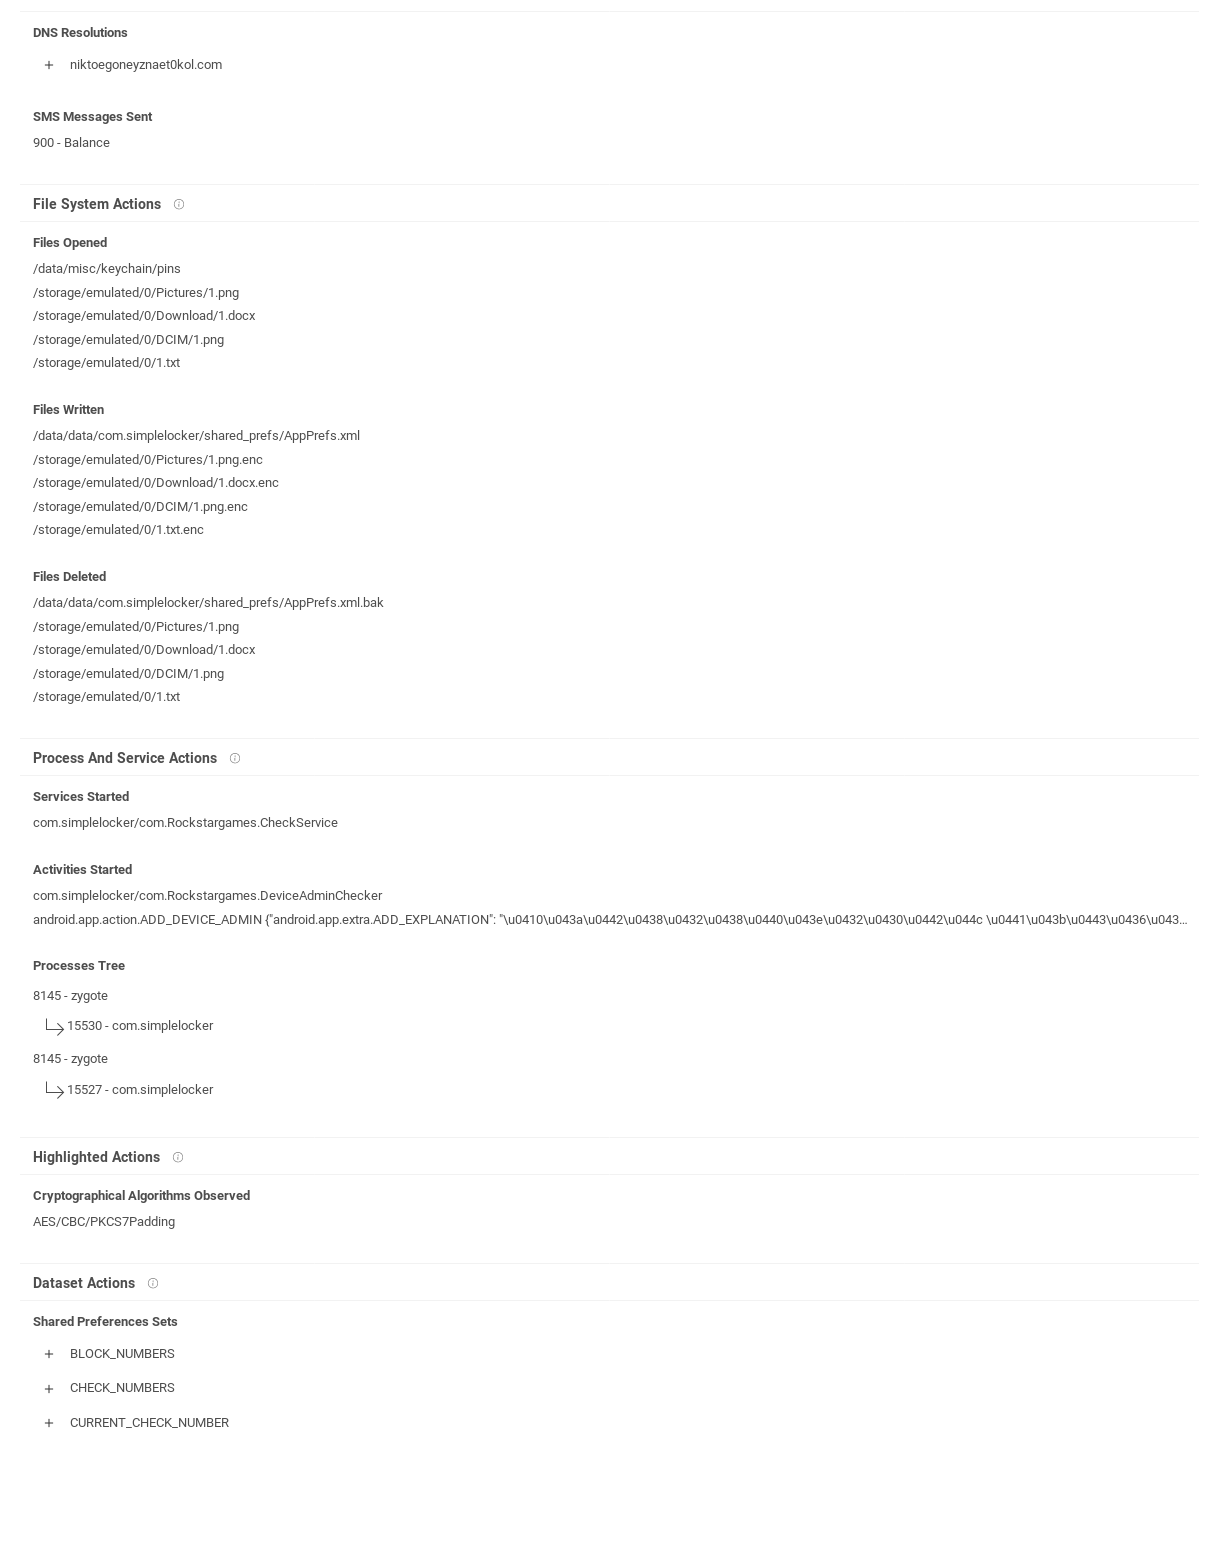 DNS Resolutions
+ niktoegoneyznaet0kol.com
SMS Messages Sent
900 - Balance
File System Actions
Files Opened
/data/misc/keychain/pins
/storage/emulated/0/Pictures/1.png
/storage/emulated/0/Download/1.docx
/storage/emulated/0/DCIM/1.png
/storage/emulated/0/1.txt
Files Written
/data/data/com.simplelocker/shared_prefs/AppPrefs.xml
/storage/emulated/0/Pictures/1.png.enc
/storage/emulated/0/Download/1.docx.enc
/storage/emulated/0/DCIM/1.png.enc
/storage/emulated/0/1.txt.enc
Files Deleted
/data/data/com.simplelocker/shared_prefs/AppPrefs.xml.bak
/storage/emulated/0/Pictures/1.png
/storage/emulated/0/Download/1.docx
/storage/emulated/0/DCIM/1.png
/storage/emulated/0/1.txt
Process And Service Actions
Services Started
com.simplelocker/com.Rockstargames.CheckService
Activities Started
com.simplelocker/com.Rockstargames.DeviceAdminChecker
android.app.action.ADD_DEVICE_ADMIN {"android.app.extra.ADD_EXPLANATION": "\u0410\u043a\u0442\u0438\u0432\u0438\u0440\u043e\u0432\u0430\u0442\u044c \u0441\u043b\u0443\u0436\u043…
Processes Tree
8145 - zygote
15530 - com.simplelocker
8145 - zygote
15527 - com.simplelocker
Highlighted Actions
Cryptographical Algorithms Observed
AES/CBC/PKCS7Padding
Dataset Actions
Shared Preferences Sets
+ BLOCK_NUMBERS
+ CHECK_NUMBERS
+ CURRENT_CHECK_NUMBER